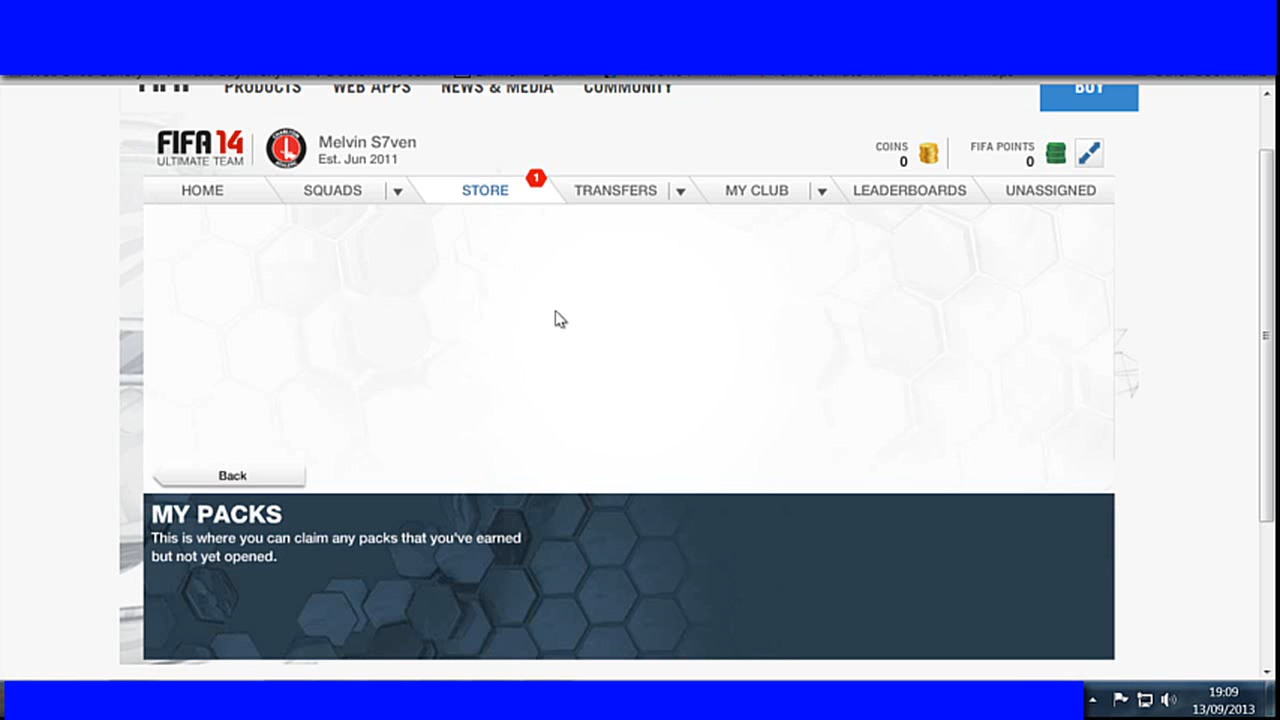 PRODUCTS WEB APPS NEWS & MEDIA COMMUNITY BUY
FIFA 14
ULTIMATE TEAM
Melvin S7ven
Est. Jun 2011
COINS
0
FIFA POINTS
0
HOME SQUADS STORE 1 TRANSFERS MY CLUB LEADERBOARDS UNASSIGNED
Back
MY PACKS
This is where you can claim any packs that you've earned
but not yet opened.
19:09
13/09/2013